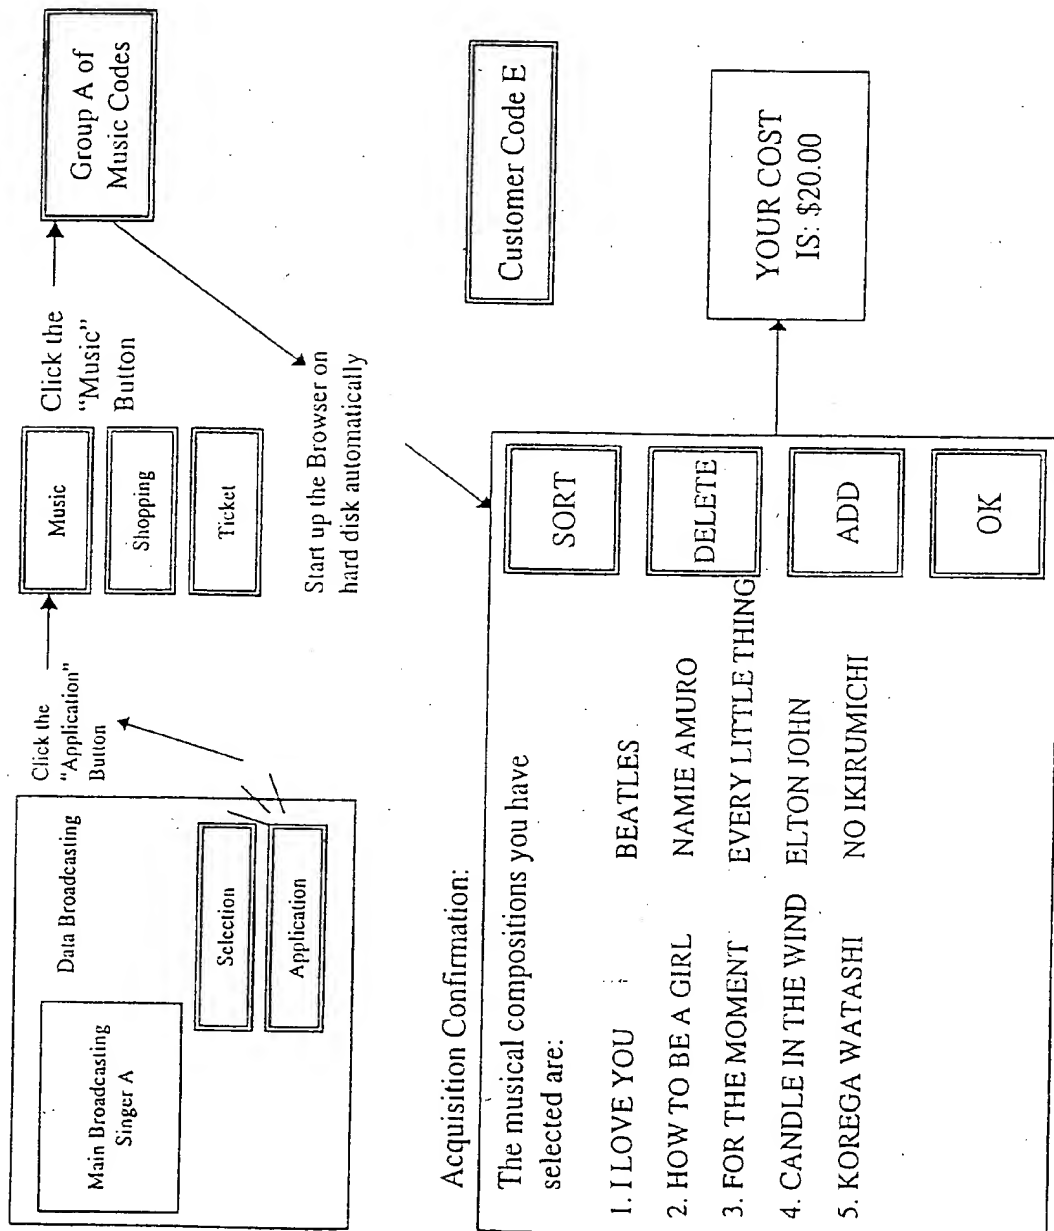 Main Broadcasting
Singer A
Data Broadcasting
Selection
Application
Click the
“Application”
Button
Music
Shopping
Ticket
Click the
“Music”
Button
Group A of
Music Codes
Start up the Browser on
hard disk automatically
Acquisition Confirmation:
Customer Code E
The musical compositions you have
selected are:
1. I LOVE YOU BEATLES
2. HOW TO BE A GIRL NAMIE AMURO
3. FOR THE MOMENT EVERY LITTLE THING
4. CANDLE IN THE WIND ELTON JOHN
5. KOREGA WATASHI NO IKIRUMICHI
SORT
DELETE
ADD
OK
YOUR COST
IS: $20.00